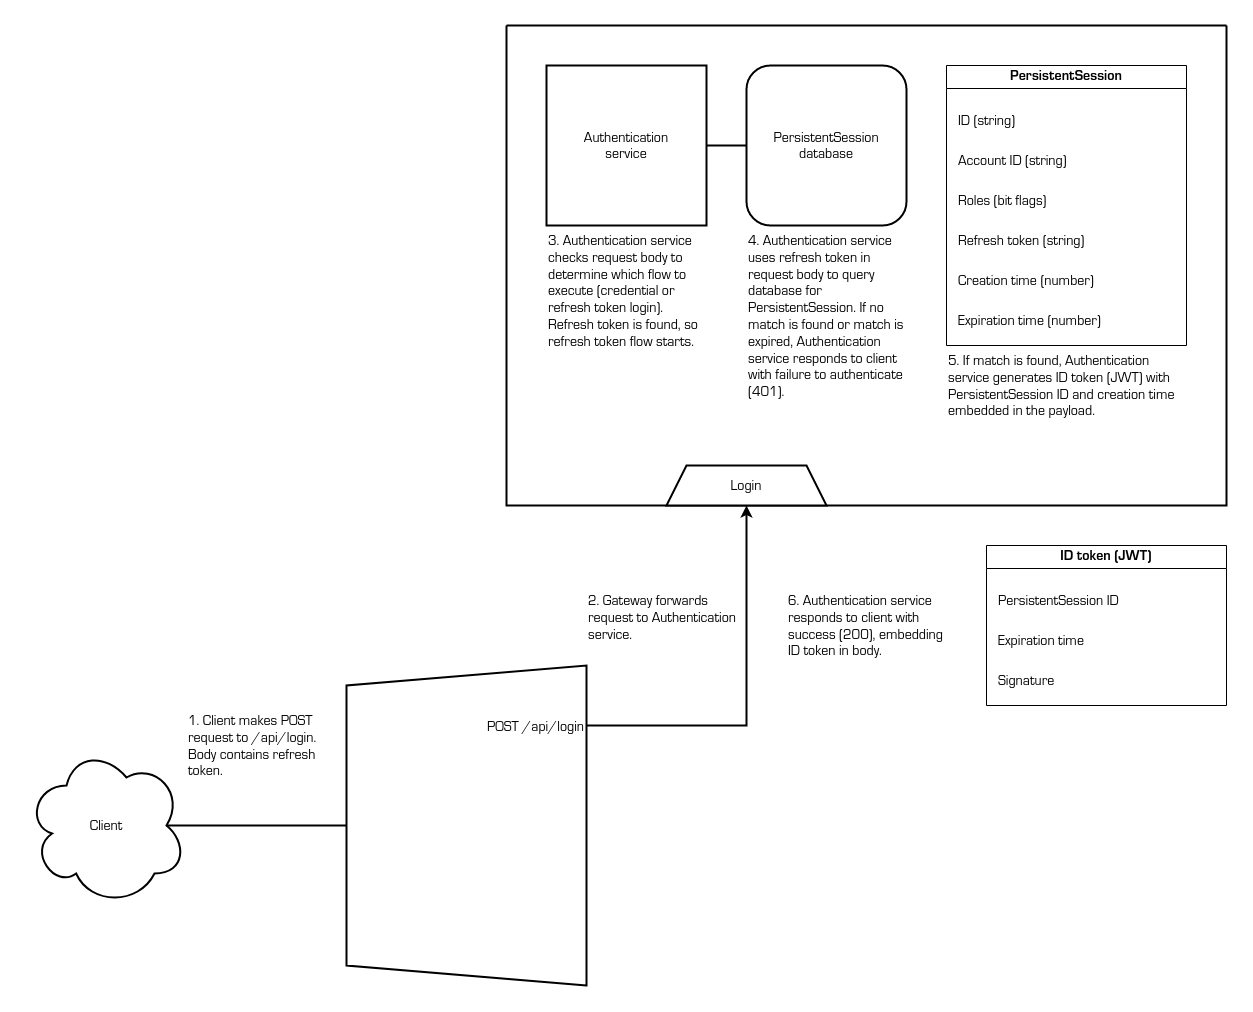 PersistentSession
Authentication
service
PersistentSession
database
ID (string)
Account ID (string)
Roles (bit flags)
Refresh token (string)
Creation time (number)
Expiration time (number)
3. Authentication service
checks request body to
determine which flow to
execute (credential or
refresh token login).
Refresh token is found, so
refresh token flow starts.
4. Authentication service
uses refresh token in
request body to query
database for
PersistentSession. If no
match is found or match is
expired, Authentication
service responds to client
with failure to authenticate
(401).
5. If match is found, Authentication
service generates ID token (JWT) with
PersistentSession ID and creation time
embedded in the payload.
Login
ID token (JWT)
PersistentSession ID
Expiration time
Signature
2. Gateway forwards
request to Authentication
service.
6. Authentication service
responds to client with
success (200), embedding
ID token in body.
POST /api/login
1. Client makes POST
request to /api/login.
Body contains refresh
token.
Client